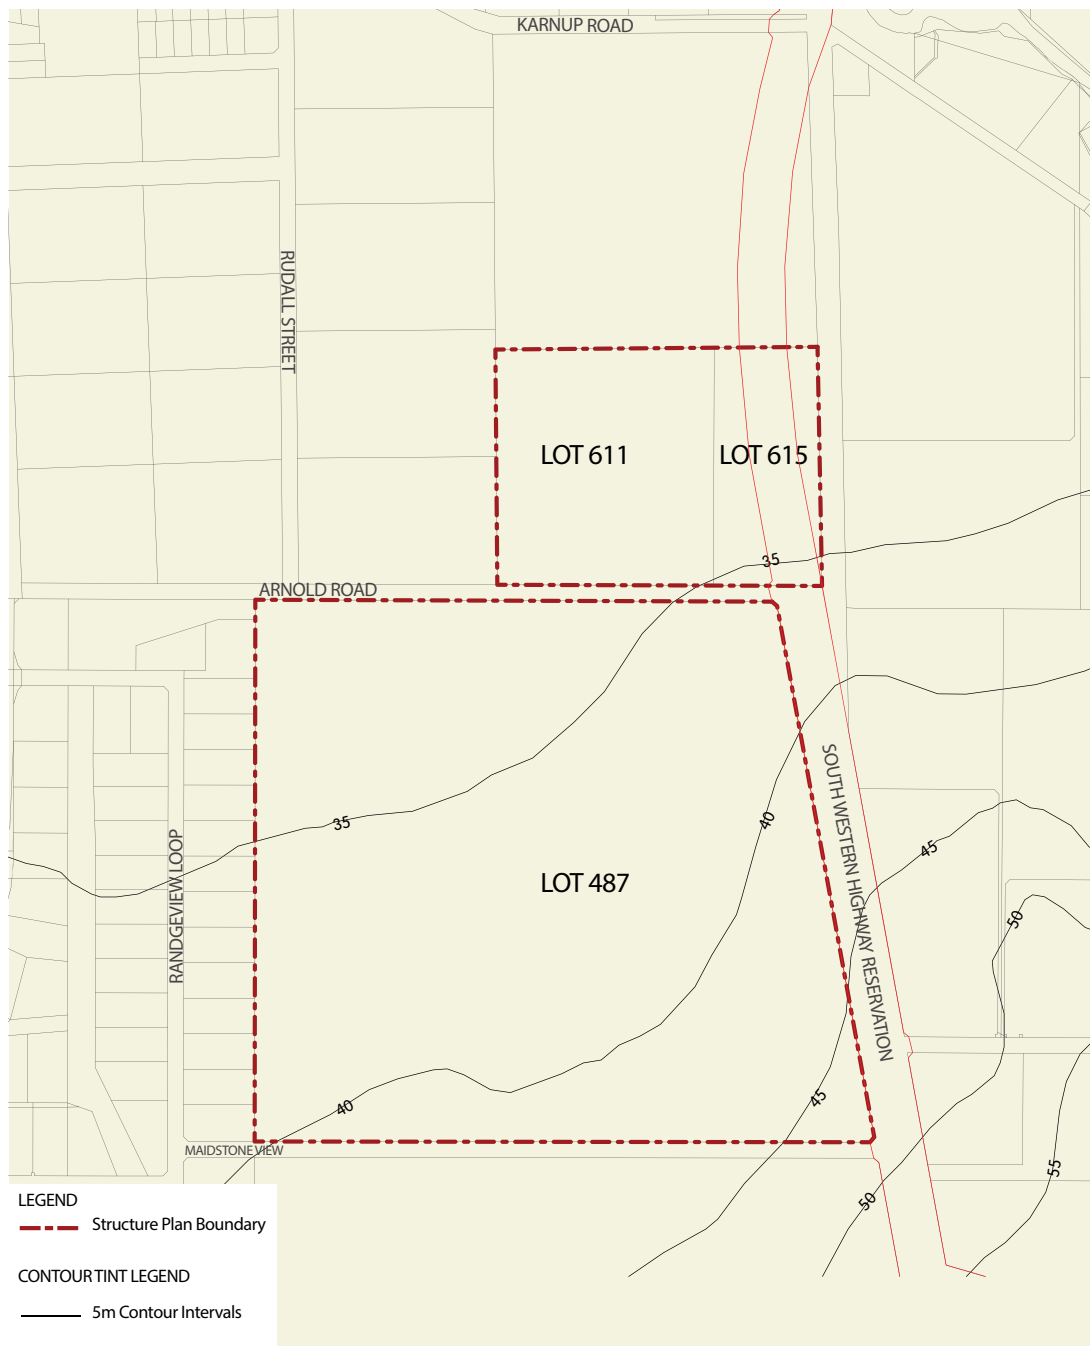 KARNUP ROAD
RUDALL STREET
LOT 611
LOT 615
35
ARNOLD ROAD
SOUTH WESTERN HIGHWAY RESERVATION
40
35
45
RANDGEVIEW LOOP
LOT 487
50
45
40
MAIDSTONE VIEW
55
50
LEGEND
Structure Plan Boundary
CONTOUR TINT LEGEND
5m Contour Intervals